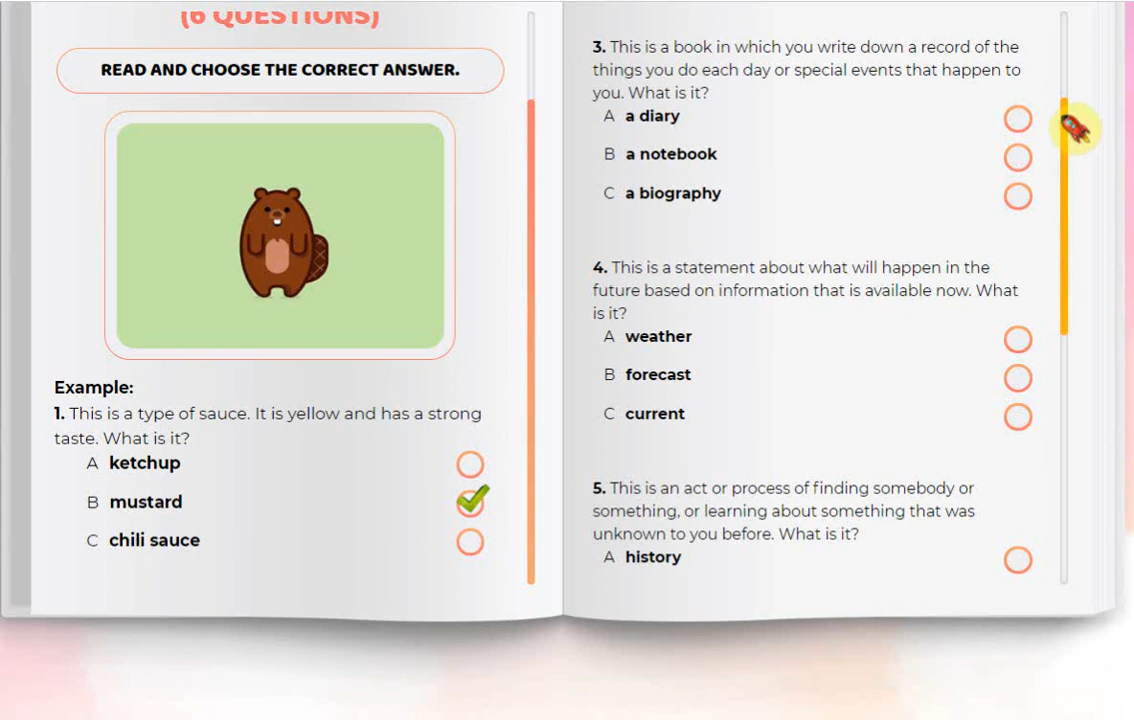 (6 QUESTIONS)
READ AND CHOOSE THE CORRECT ANSWER.
Example:
1. This is a type of sauce. It is yellow and has a strong
taste. What is it?
A ketchup
B mustard
C chili sauce
3. This is a book in which you write down a record of the
things you do each day or special events that happen to
you. What is it?
A a diary
B a notebook
C a biography
4. This is a statement about what will happen in the
future based on information that is available now. What
is it?
A weather
B forecast
C current
5. This is an act or process of finding somebody or
something, or learning about something that was
unknown to you before. What is it?
A history